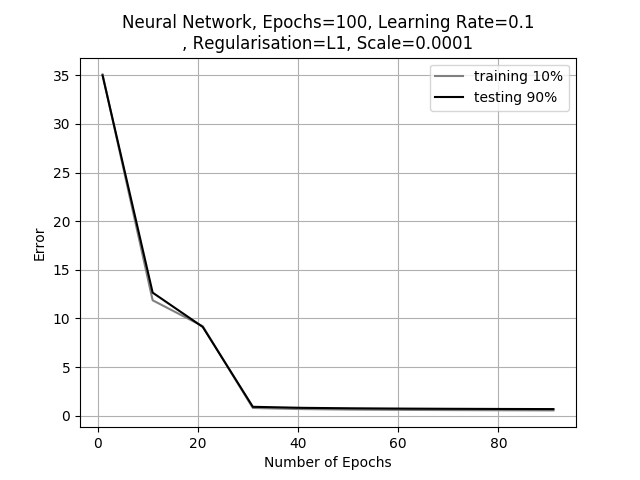 Neural Network, Epochs=100, Learning Rate=0.1
, Regularisation=L1, Scale=0.0001
training 10%
testing 90%
35
30
25
20
15
10
5
0
Error
0 20 40 60 80
Number of Epochs